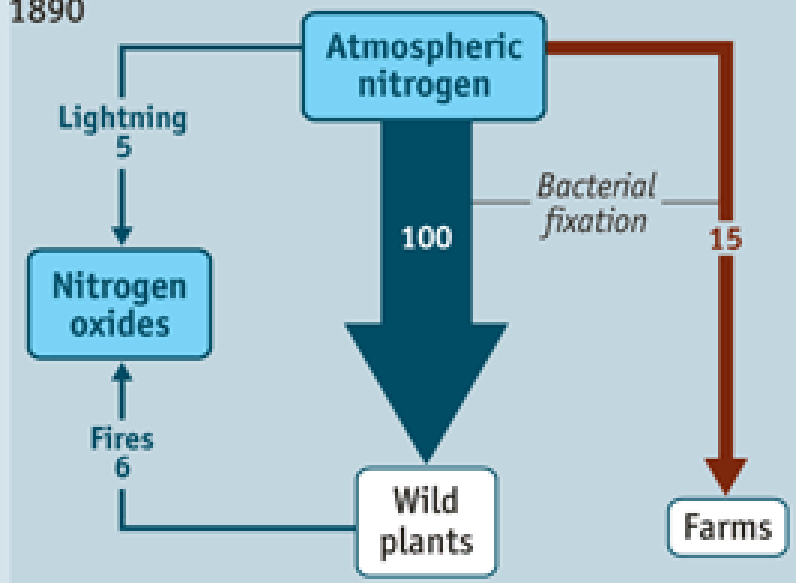 1890
Atmospheric
nitrogen
Lightning
5
Bacterial
fixation
100
15
Nitrogen
oxides
Fires
6
Wild
plants
Farms